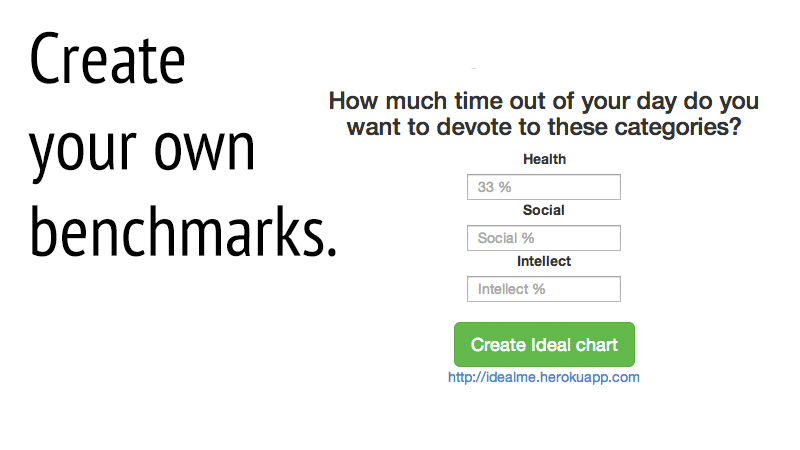 Create
your own
benchmarks.
How much time out of your day do you
want to devote to these categories?
Health
33 %
Social
Social %
Intellect
Intellect %
Create Ideal chart
http://idealme.herokuapp.com